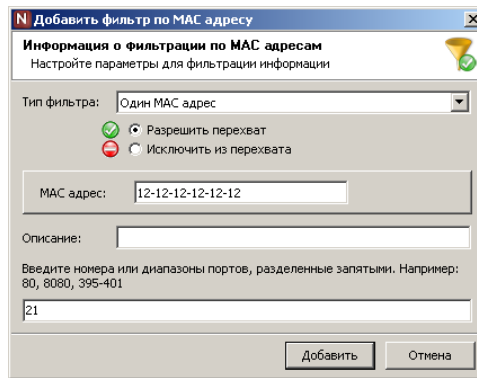 N Добавить фильтр по MAC адресу
Информация о фильтрации по MAC адресам
Настройте параметры для фильтрации информации
Тип фильтра: Один MAC адрес
Разрешить перехват
Исключить из перехвата
MAC адрес: 12-12-12-12-12-12
Описание:
Введите номера или диапазоны портов, разделенные запятыми. Например:
80, 8080, 395-401
21
Добавить Отмена